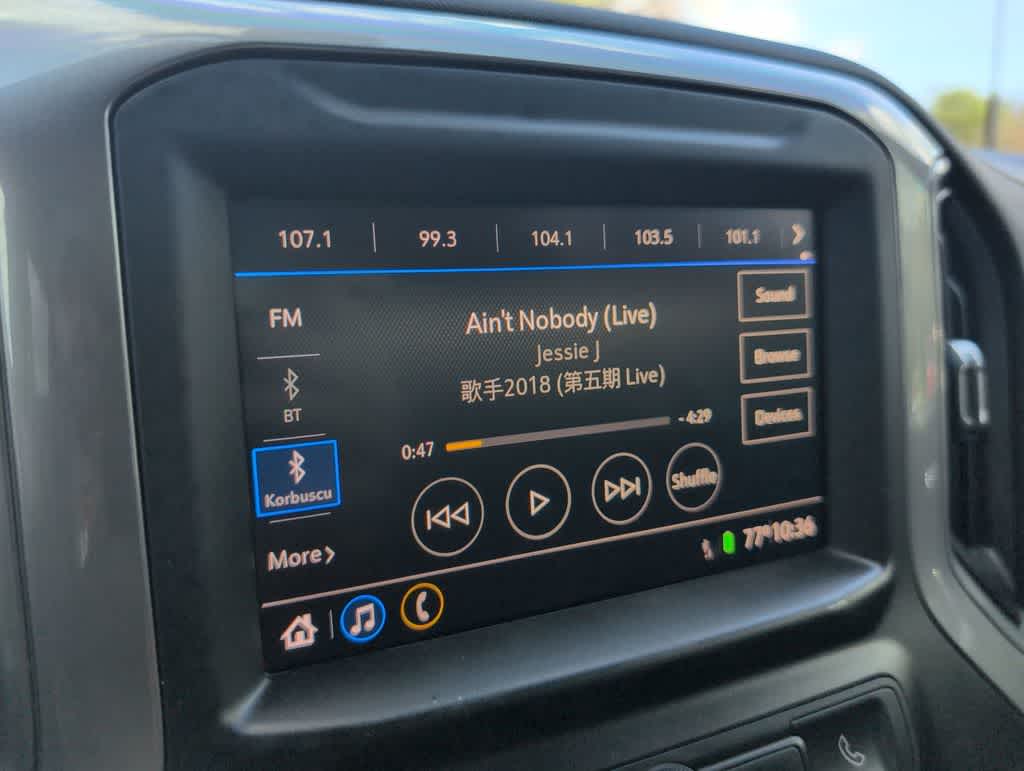 107.1 99.3 104.1 103.5 101.1
FM
BT
Korbuscu
More
Ain't Nobody (Live)
Jessie J
歌手2018 (第五期 Live)
0:47 -4:29
Shuffle
Sound
Browse
Devices
77° 10:36